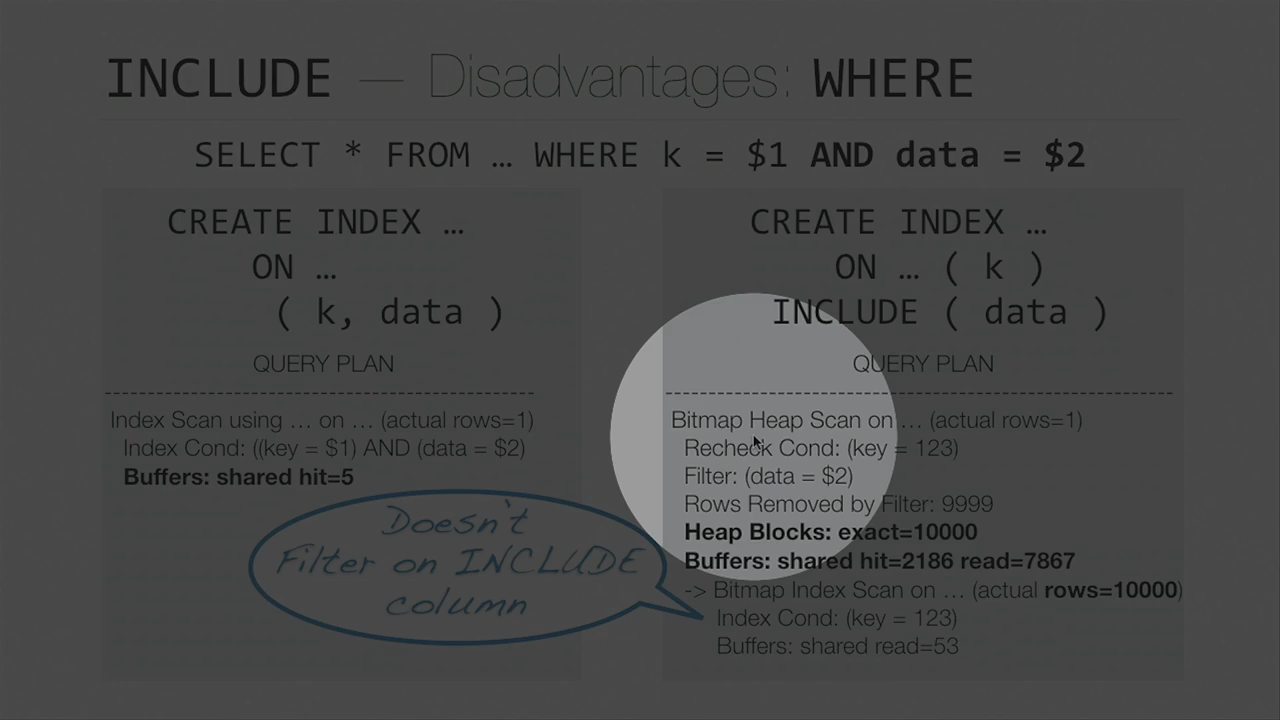 INCLUDE — Disadvantages: WHERE
SELECT * FROM … WHERE k = $1 AND data = $2
CREATE INDEX …
ON …
( k, data )
QUERY PLAN
--------------------------------------------------
Index Scan using … on … (actual rows=1)
Index Cond: ((key = $1) AND (data = $2)
Buffers: shared hit=5
Doesn't
Filter on INCLUDE
column
CREATE INDEX …
ON … ( k )
INCLUDE ( data )
QUERY PLAN
--------------------------------------------------
Bitmap Heap Scan on … (actual rows=1)
Recheck Cond: (key = 123)
Filter: (data = $2)
Rows Removed by Filter: 9999
Heap Blocks: exact=10000
Buffers: shared hit=2186 read=7867
-> Bitmap Index Scan on … (actual rows=10000)
Index Cond: (key = 123)
Buffers: shared read=53